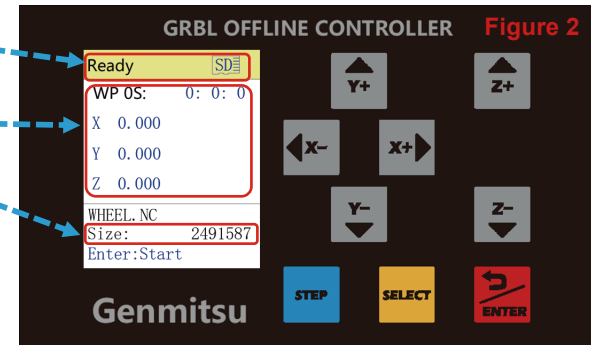 GRBL OFFLINE CONTROLLER
Figure 2
Ready SD
WP 0S: 0: 0: 0
X 0.000
Y 0.000
Z 0.000
WHEEL.NC
Size: 2491587
Enter:Start
Y+
Z+
X-
X+
Y-
Z-
STEP
SELECT
ENTER
Genmitsu